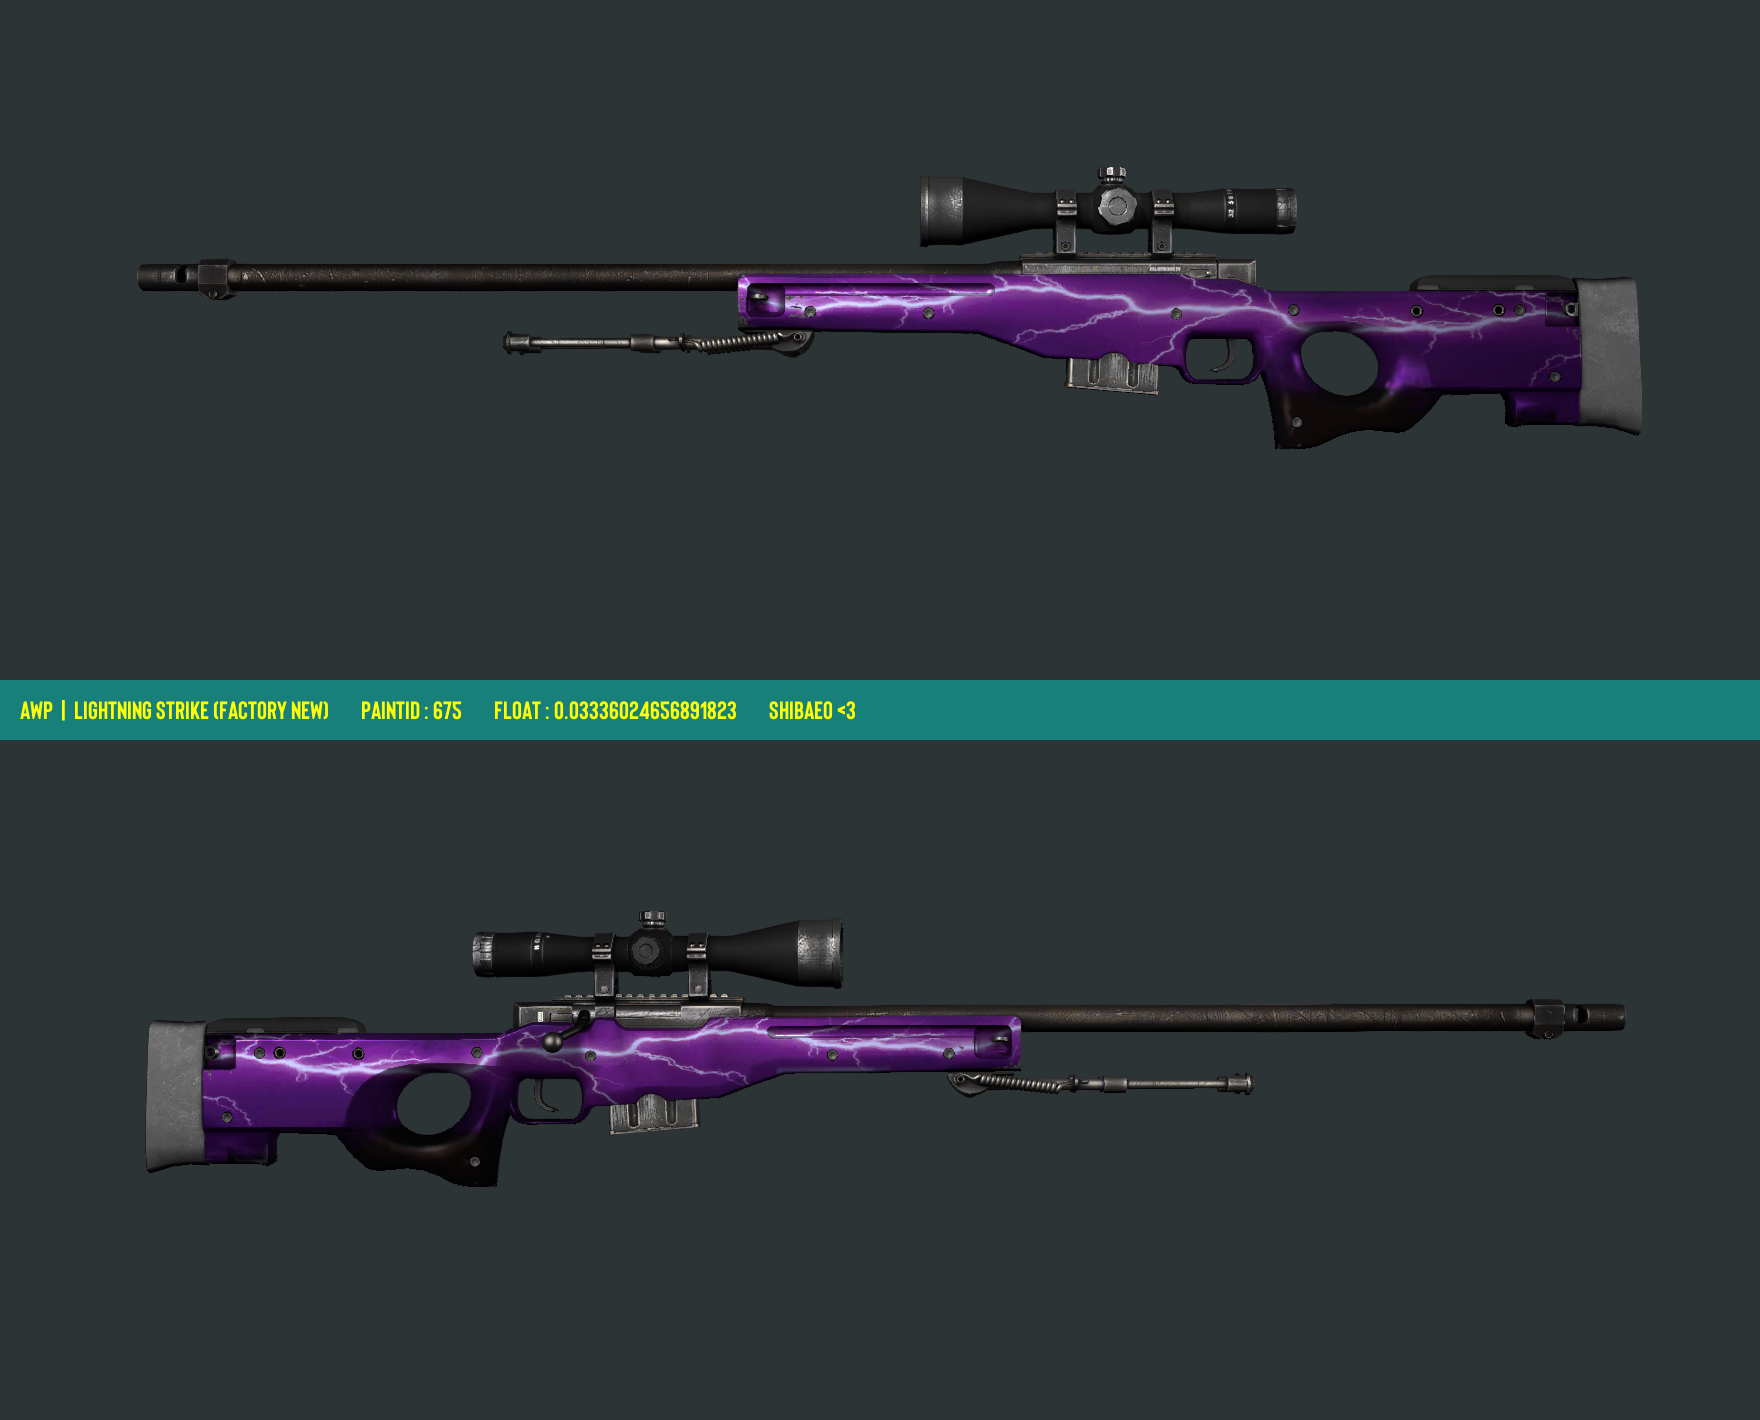 AWP | LIGHTNING STRIKE (FACTORY NEW) PAINTID : 675 FLOAT : 0.03336024656891823 SHIBAEO <3